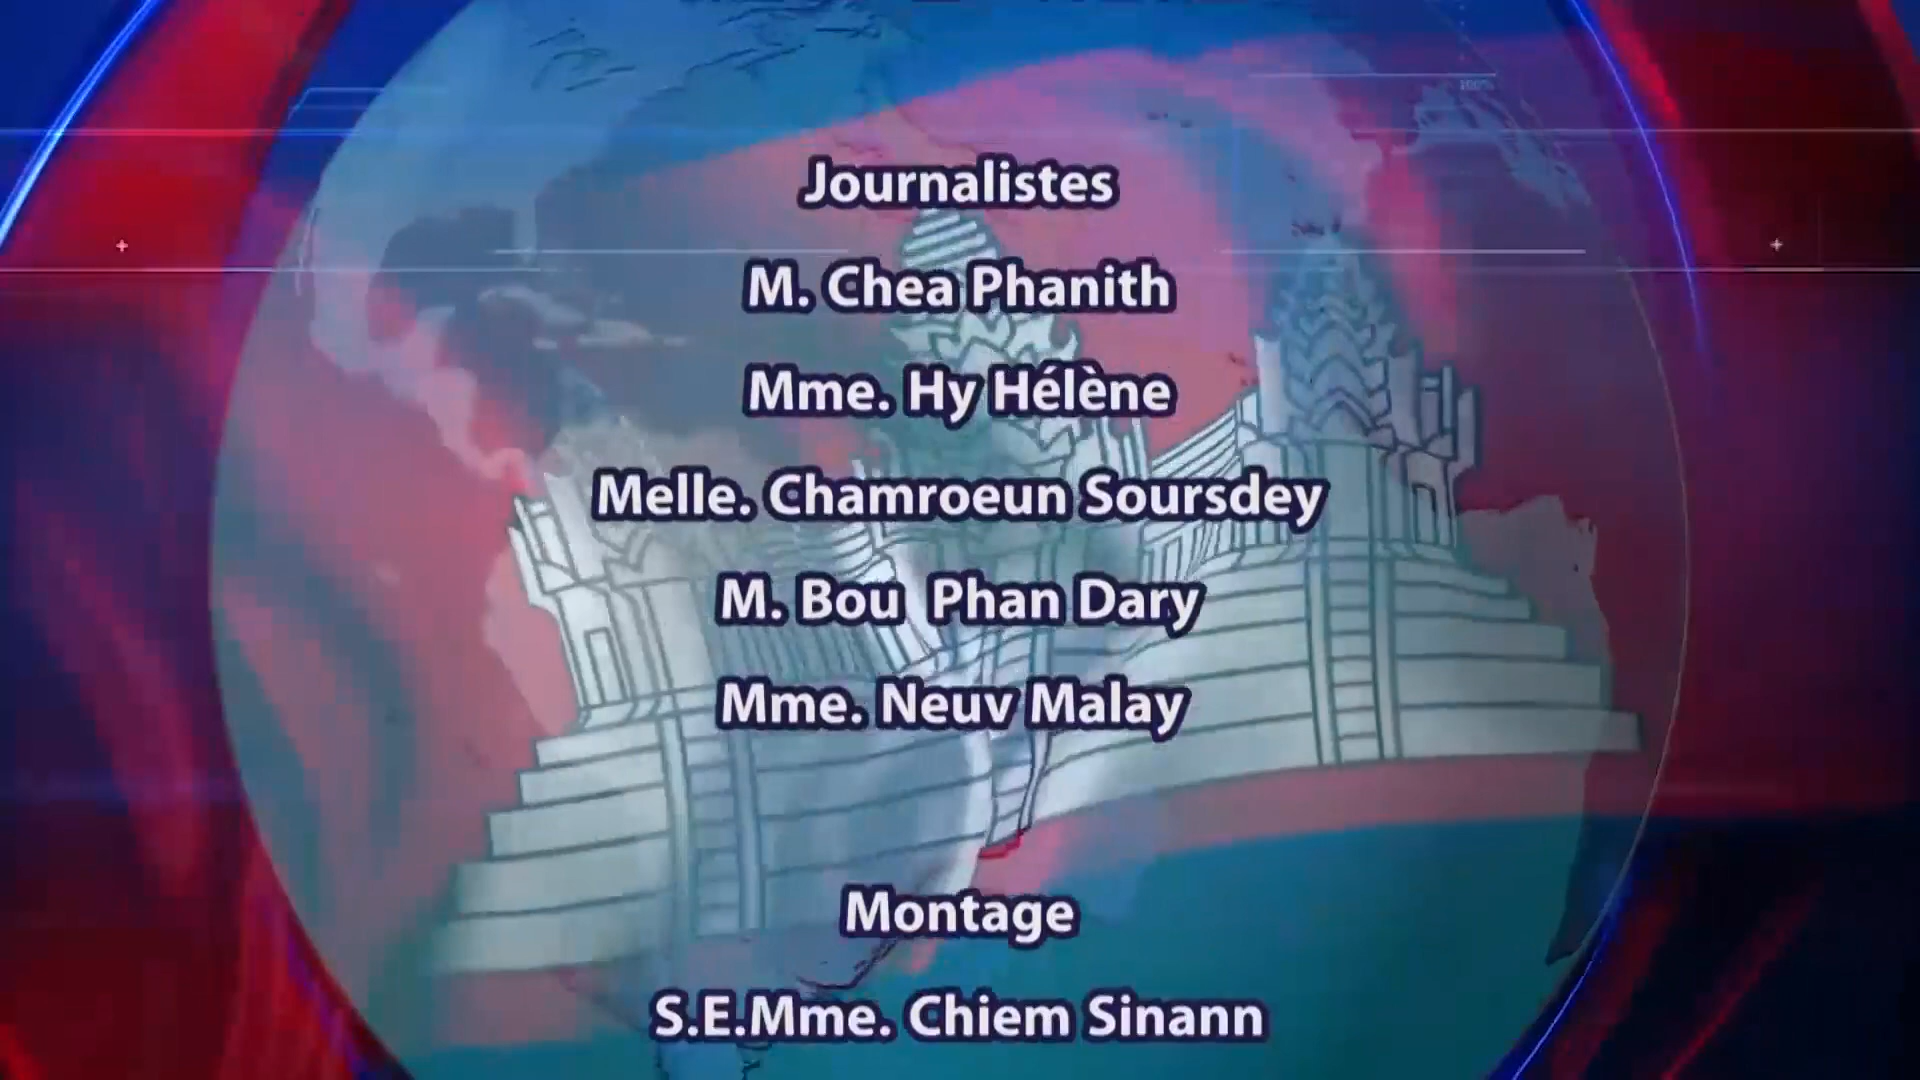 100%
Journalistes
M. Chea Phanith
Mme. Hy Hélène
Melle. Chamroeun Soursdey
M. Bou  Phan Dary
Mme. Neuv Malay
Montage
S.E.Mme. Chiem Sinann